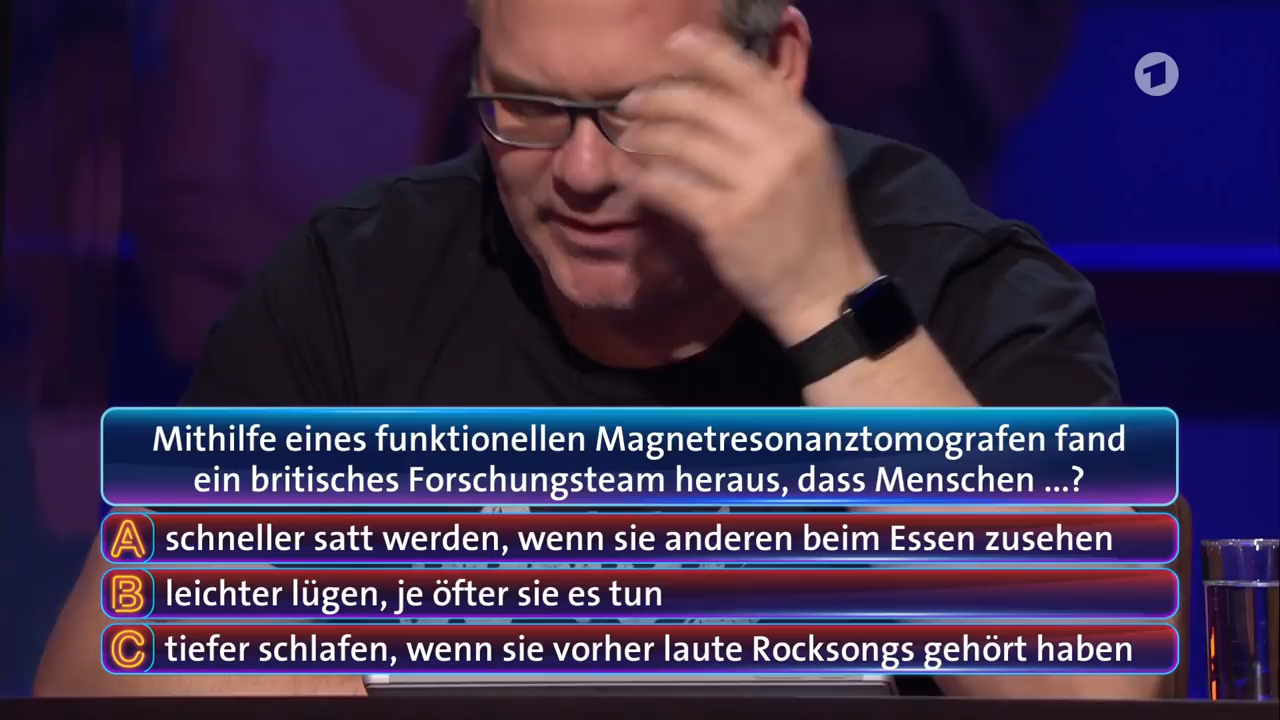 1
Mithilfe eines funktionellen Magnetresonanztomografen fand
ein britisches Forschungsteam heraus, dass Menschen ...?
A schneller satt werden, wenn sie anderen beim Essen zusehen
B leichter lügen, je öfter sie es tun
C tiefer schlafen, wenn sie vorher laute Rocksongs gehört haben